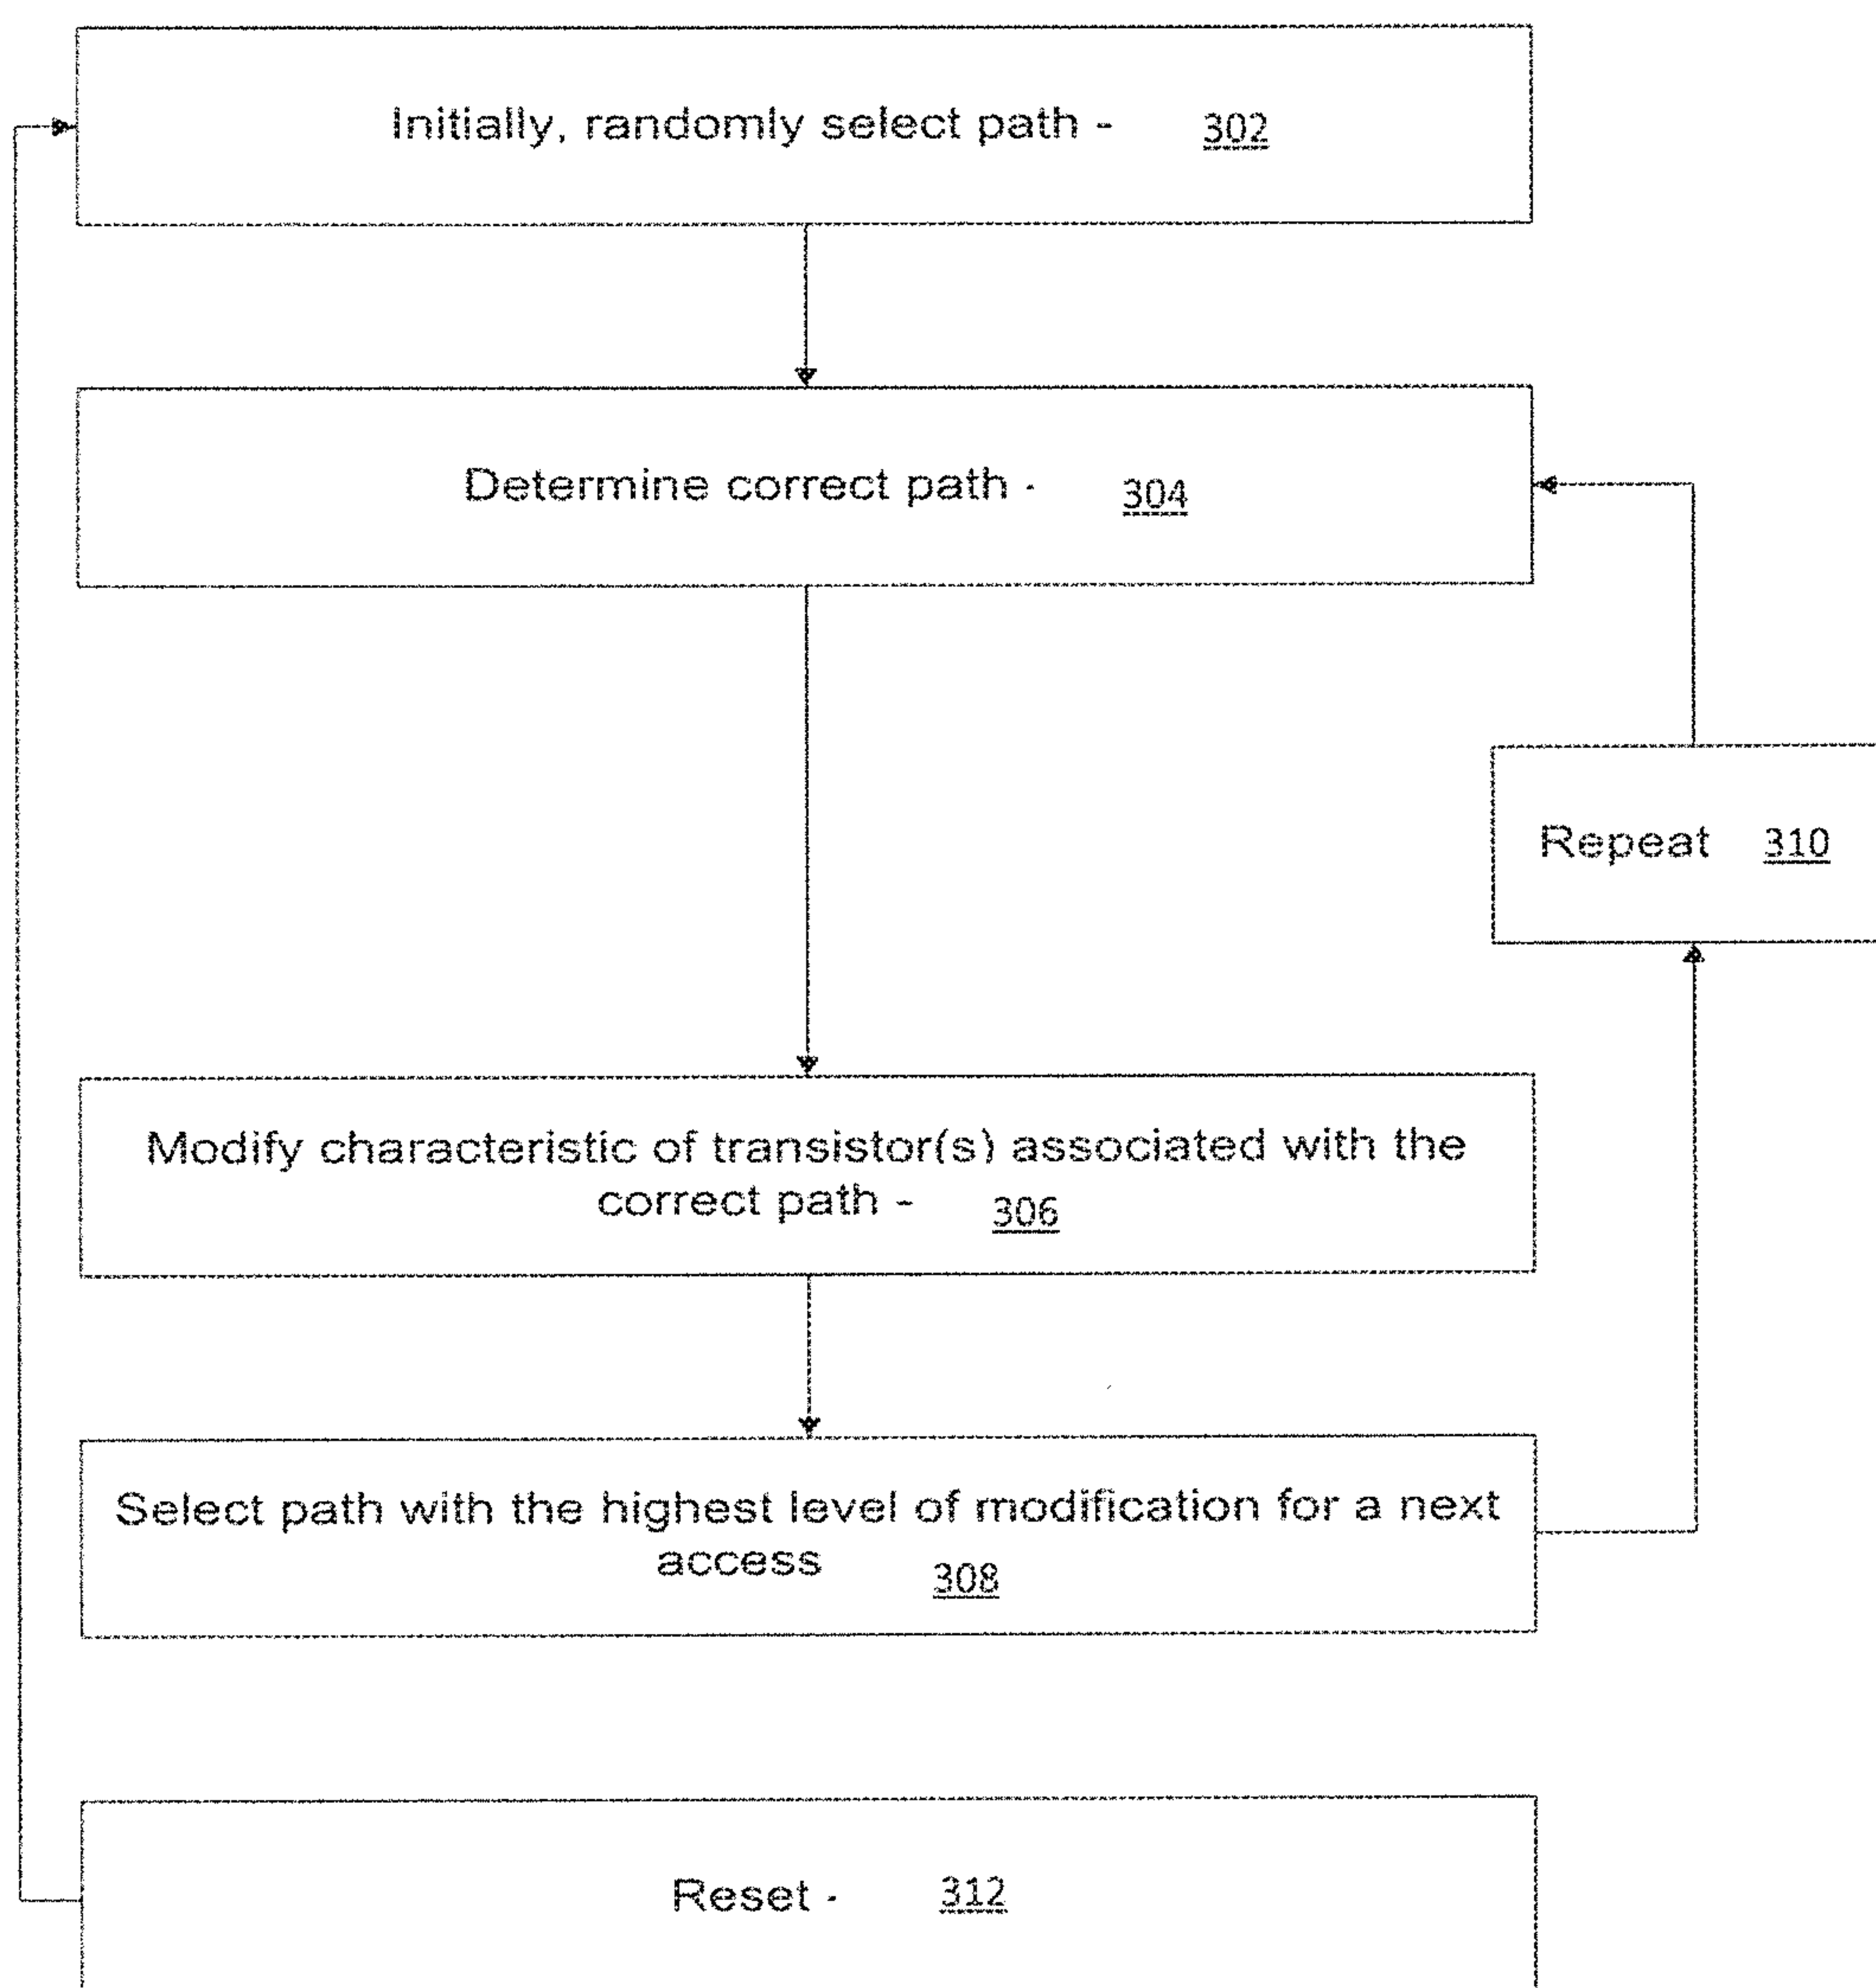 Initially, randomly select path - 302
Determine correct path - 304
Repeat 310
Modify characteristic of transistor(s) associated with the
correct path - 306
Select path with the highest level of modification for a next
access 308
Reset - 312